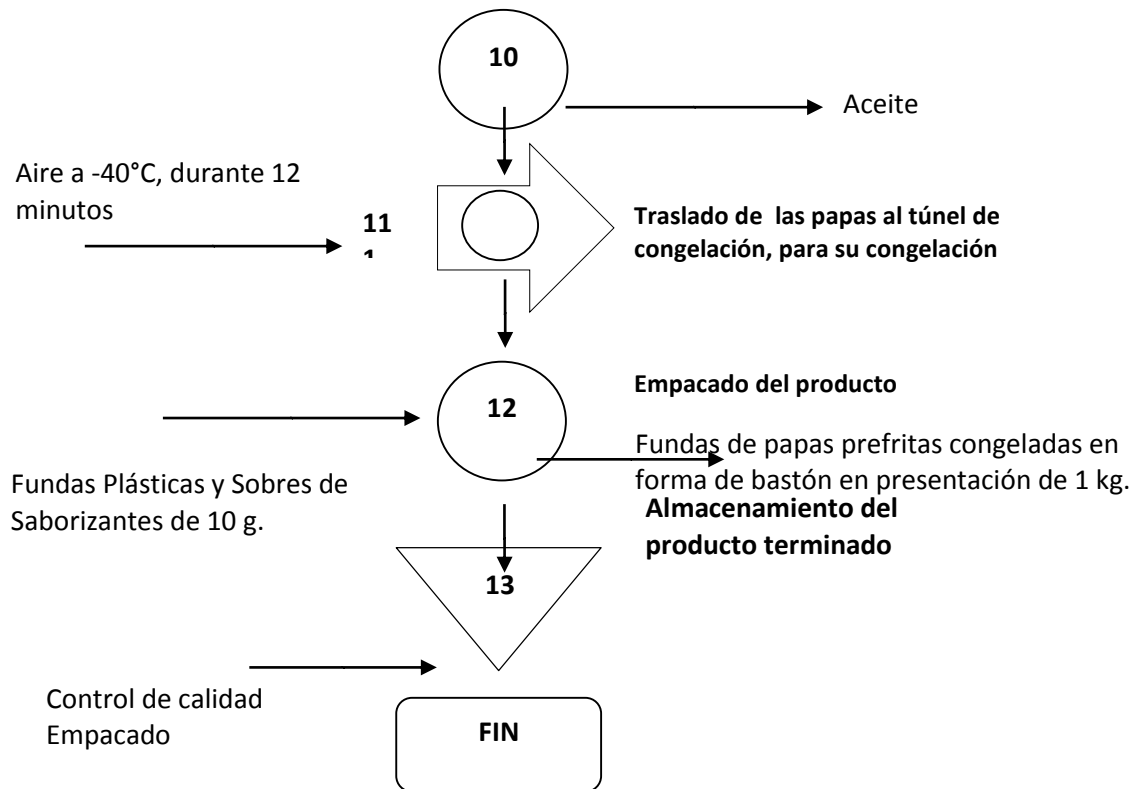 10
Aceite
Aire a -40°C, durante 12
minutos
11
Traslado de las papas al túnel de
congelación, para su congelación
12
Empacado del producto
Fundas de papas prefritas congeladas en
forma de bastón en presentación de 1 kg.
Fundas Plásticas y Sobres de
Saborizantes de 10 g.
Almacenamiento del
producto terminado
13
Control de calidad
Empacado
FIN